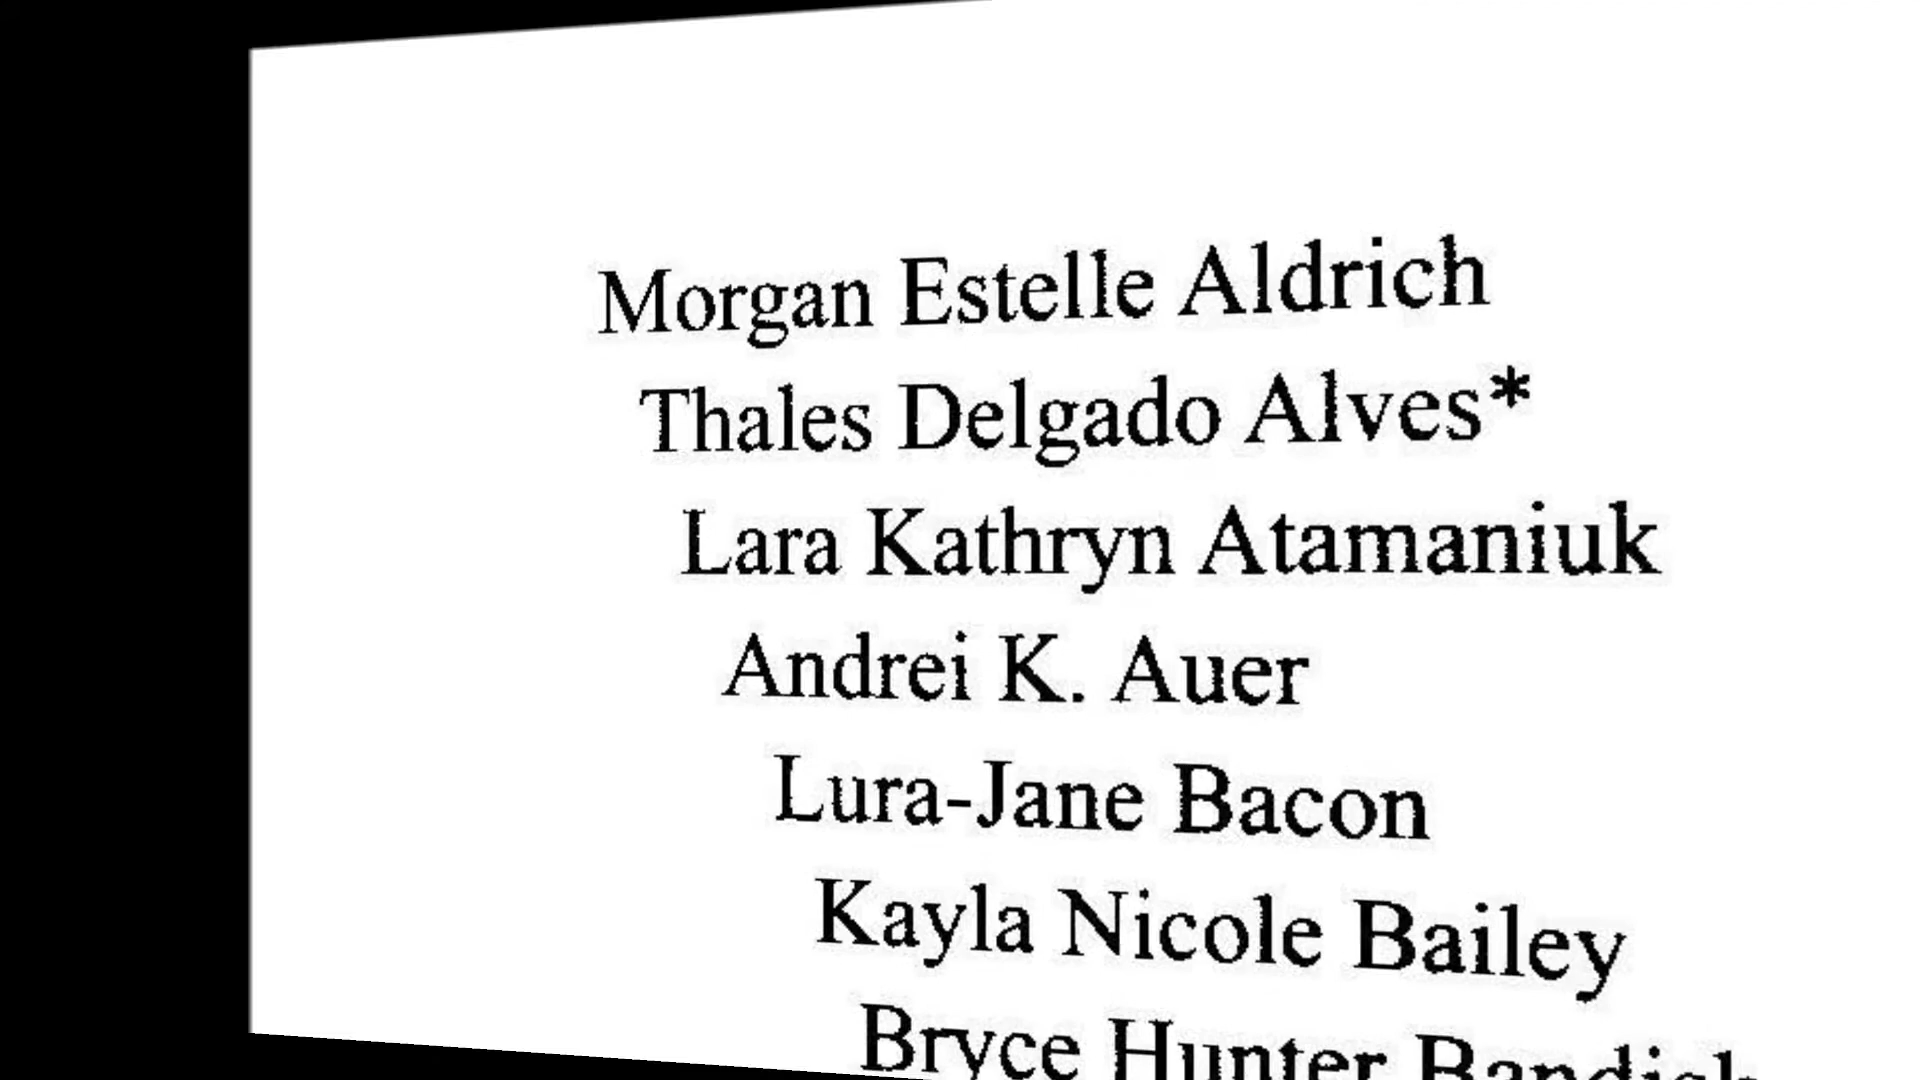 Morgan Estelle Aldrich
Thales Delgado Alves*
Lara Kathryn Atamaniuk
Andrei K. Auer
Lura-Jane Bacon
Kayla Nicole Bailey
Bryce Hunter